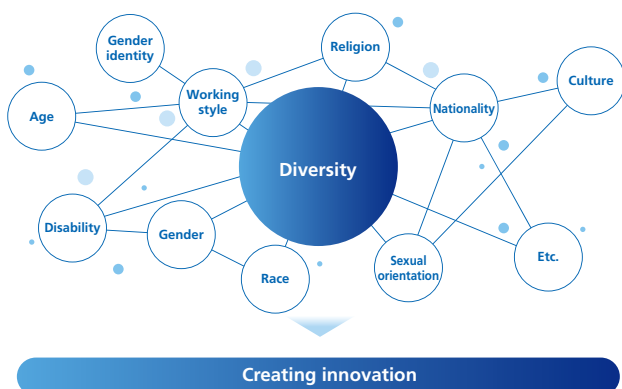 Gender
identity
Religion
Culture
Working
style
Nationality
Age
Diversity
Disability
Gender
Sexual
orientation
Etc.
Race
Creating innovation